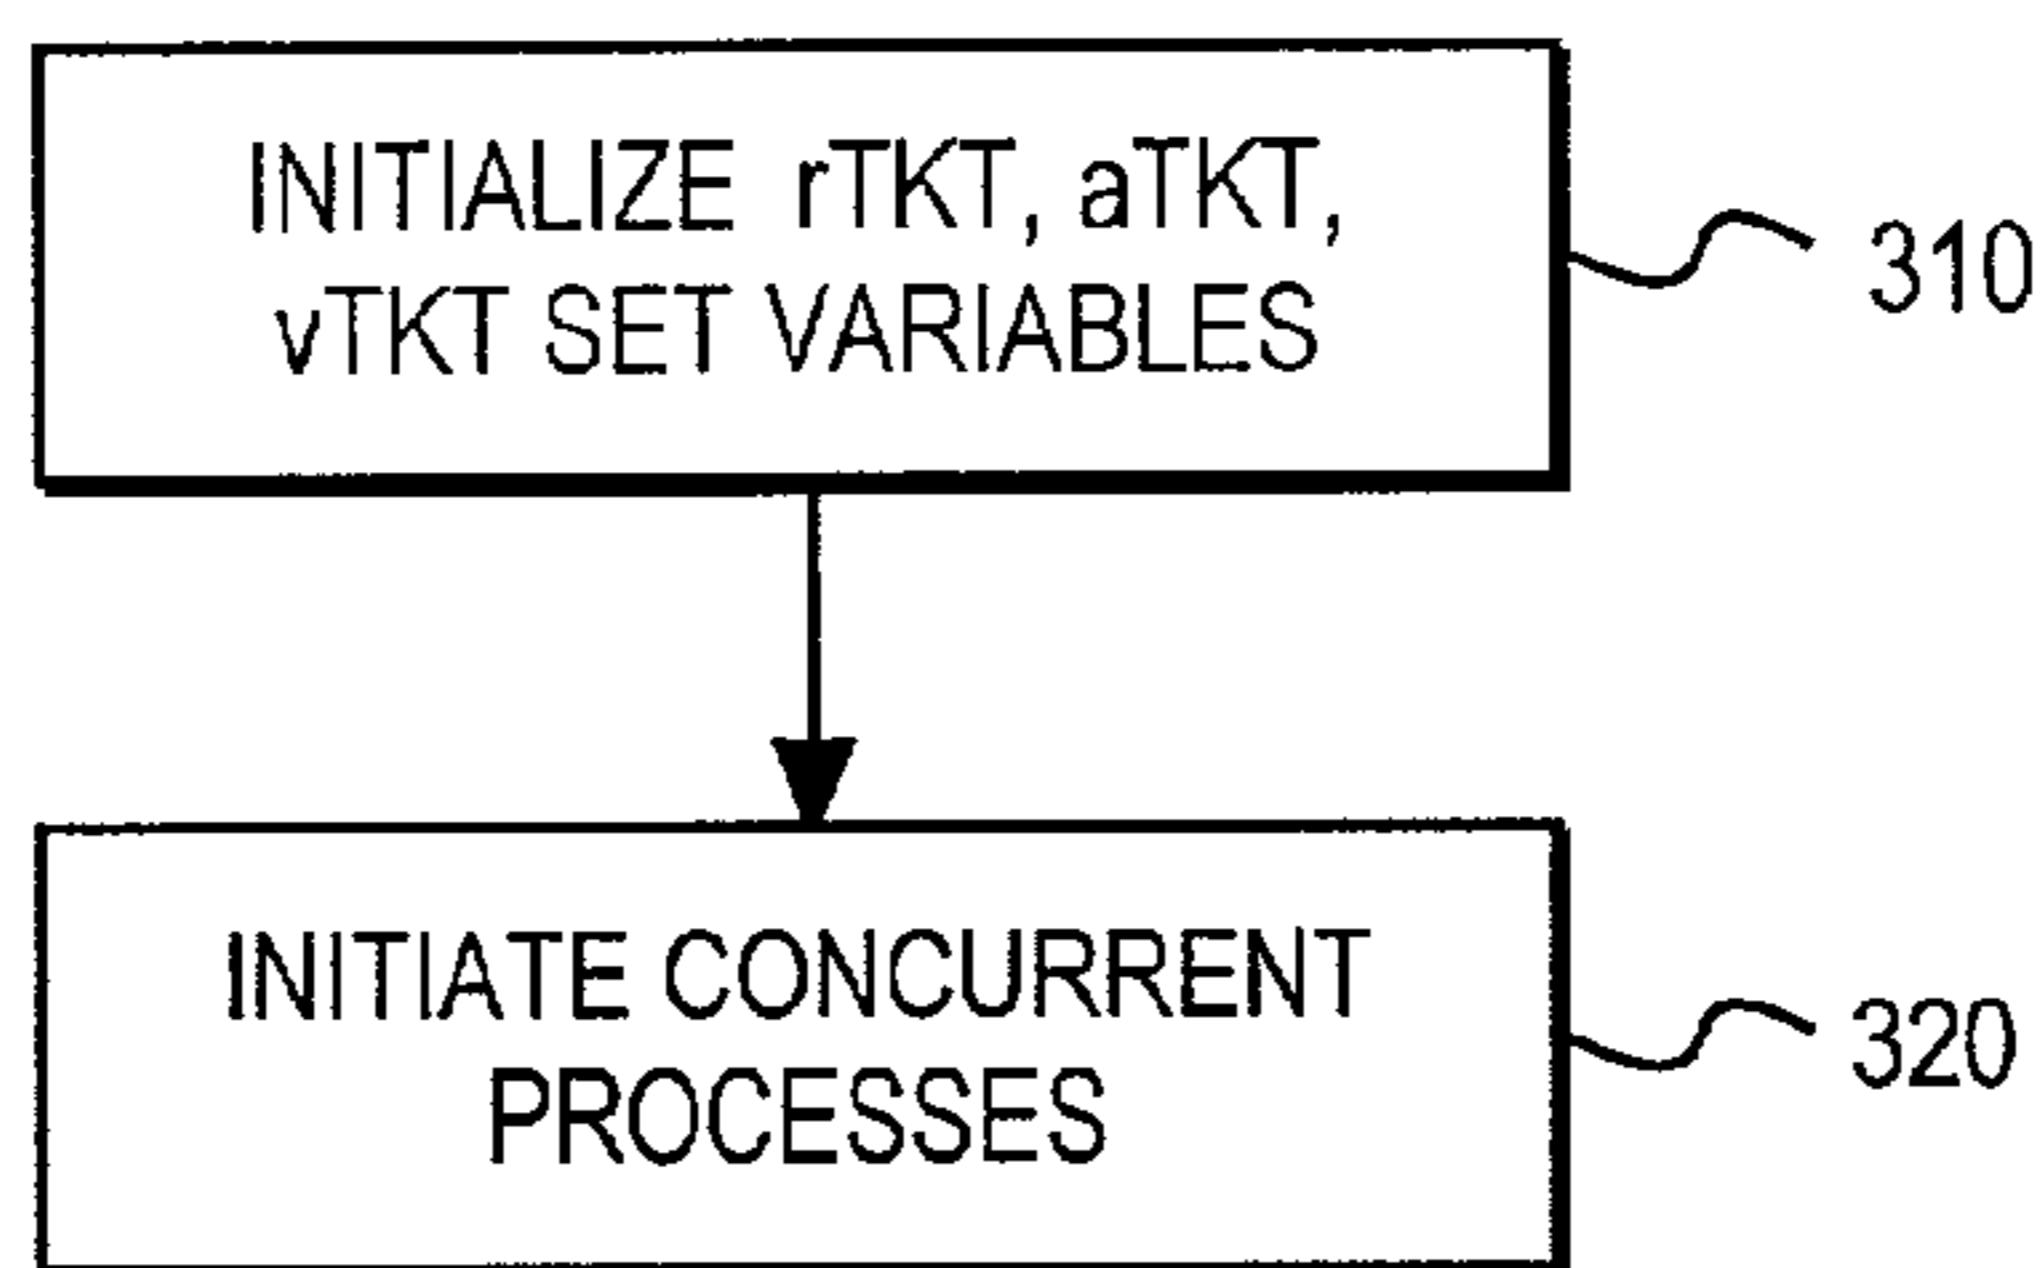 INITIALIZE rTKT, aTKT,
vTKT SET VARIABLES
310
INITIATE CONCURRENT
PROCESSES
320